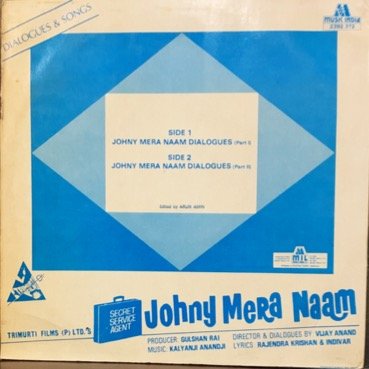 DIALOGUES & SONGS
MUSIC INDIA
SIDE 1
JOHNY MERA NAAM DIALOGUES (Part I)
SIDE 2
JOHNY MERA NAAM DIALOGUES (Part II)
MIL
TRIMURTI FILMS (P) LTD.'S
SECRET
SERVICE
AGENT
Johny Mera Naam
PRODUCER: GULSHAN RAI
DIRECTOR & DIALOGUES BY: VIJAY ANAND
MUSIC: KALYANJI ANANDJI
LYRICS: RAJENDRA KRISHAN & INDIVAR